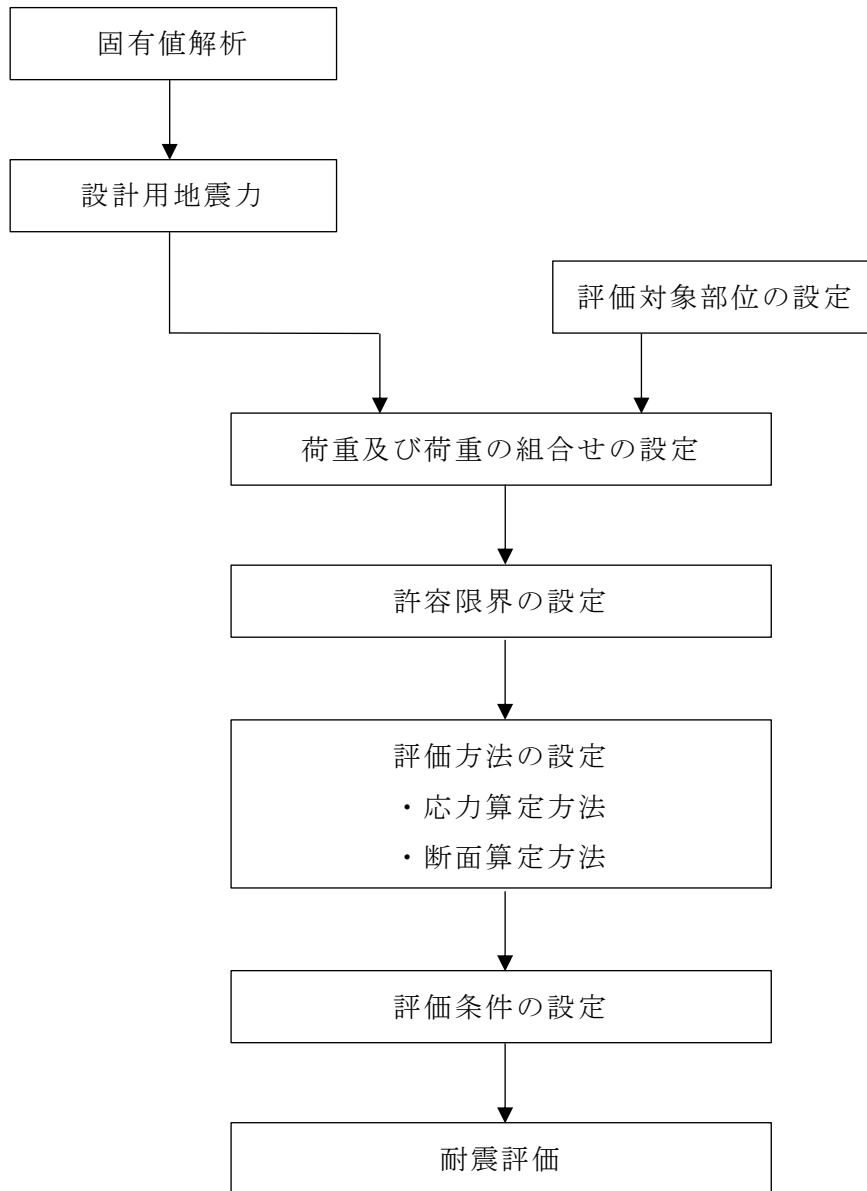 固有値解析
設計用地震力
評価対象部位の設定
荷重及び荷重の組合せの設定
許容限界の設定
評価方法の設定
・応力算定方法
・断面算定方法
評価条件の設定
耐震評価